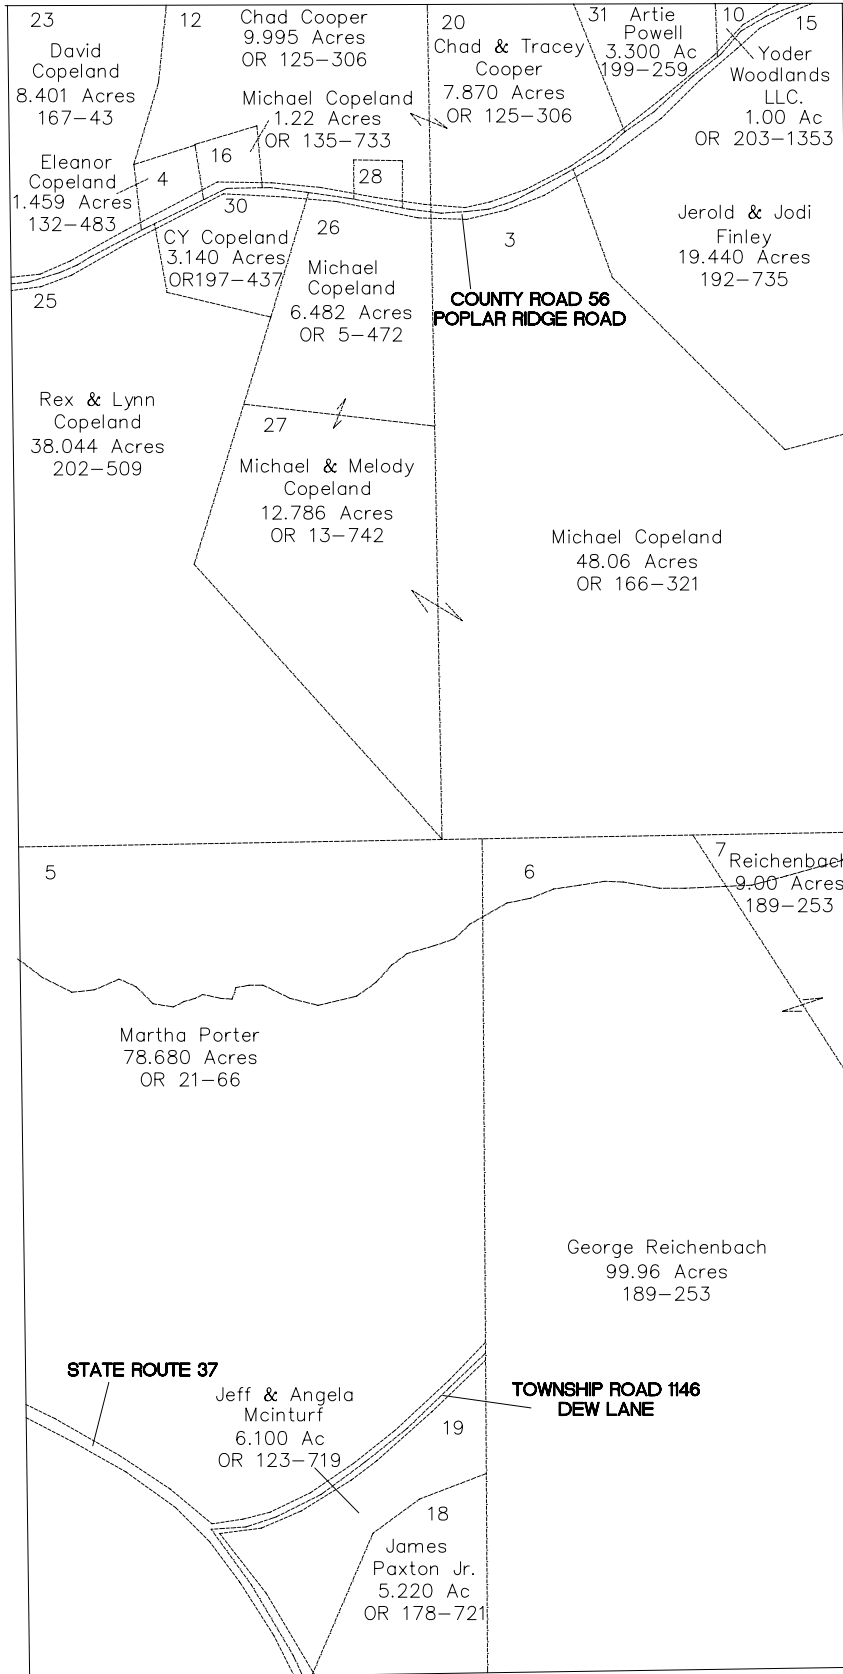 23
David
Copeland
8.401 Acres
167-43
12
Chad Cooper
9.995 Acres
OR 125-306
Michael Copeland
1.22 Acres
OR 135-733
16
20
Chad & Tracey
Cooper
7.870 Acres
OR 125-306
31
Artie
Powell
3.300 Ac
199-259
10
15
Yoder
Woodlands
LLC.
1.00 Ac
OR 203-1353
Eleanor
Copeland
1.459 Acres
132-483
4
28
30
CY Copeland
3.140 Acres
OR197-437
26
Michael
Copeland
6.482 Acres
OR 5-472
3
COUNTY ROAD 56
POPLAR RIDGE ROAD
Jerold & Jodi
Finley
19.440 Acres
192-735
25
Rex & Lynn
Copeland
38.044 Acres
202-509
27
Michael & Melody
Copeland
12.786 Acres
OR 13-742
Michael Copeland
48.06 Acres
OR 166-321
5
6
7
Reichenbach
9.00 Acres
189-253
Martha Porter
78.680 Acres
OR 21-66
George Reichenbach
99.96 Acres
189-253
STATE ROUTE 37
Jeff & Angela
Mcinturf
6.100 Ac
OR 123-719
TOWNSHIP ROAD 1146
DEW LANE
19
18
James
Paxton Jr.
5.220 Ac
OR 178-721